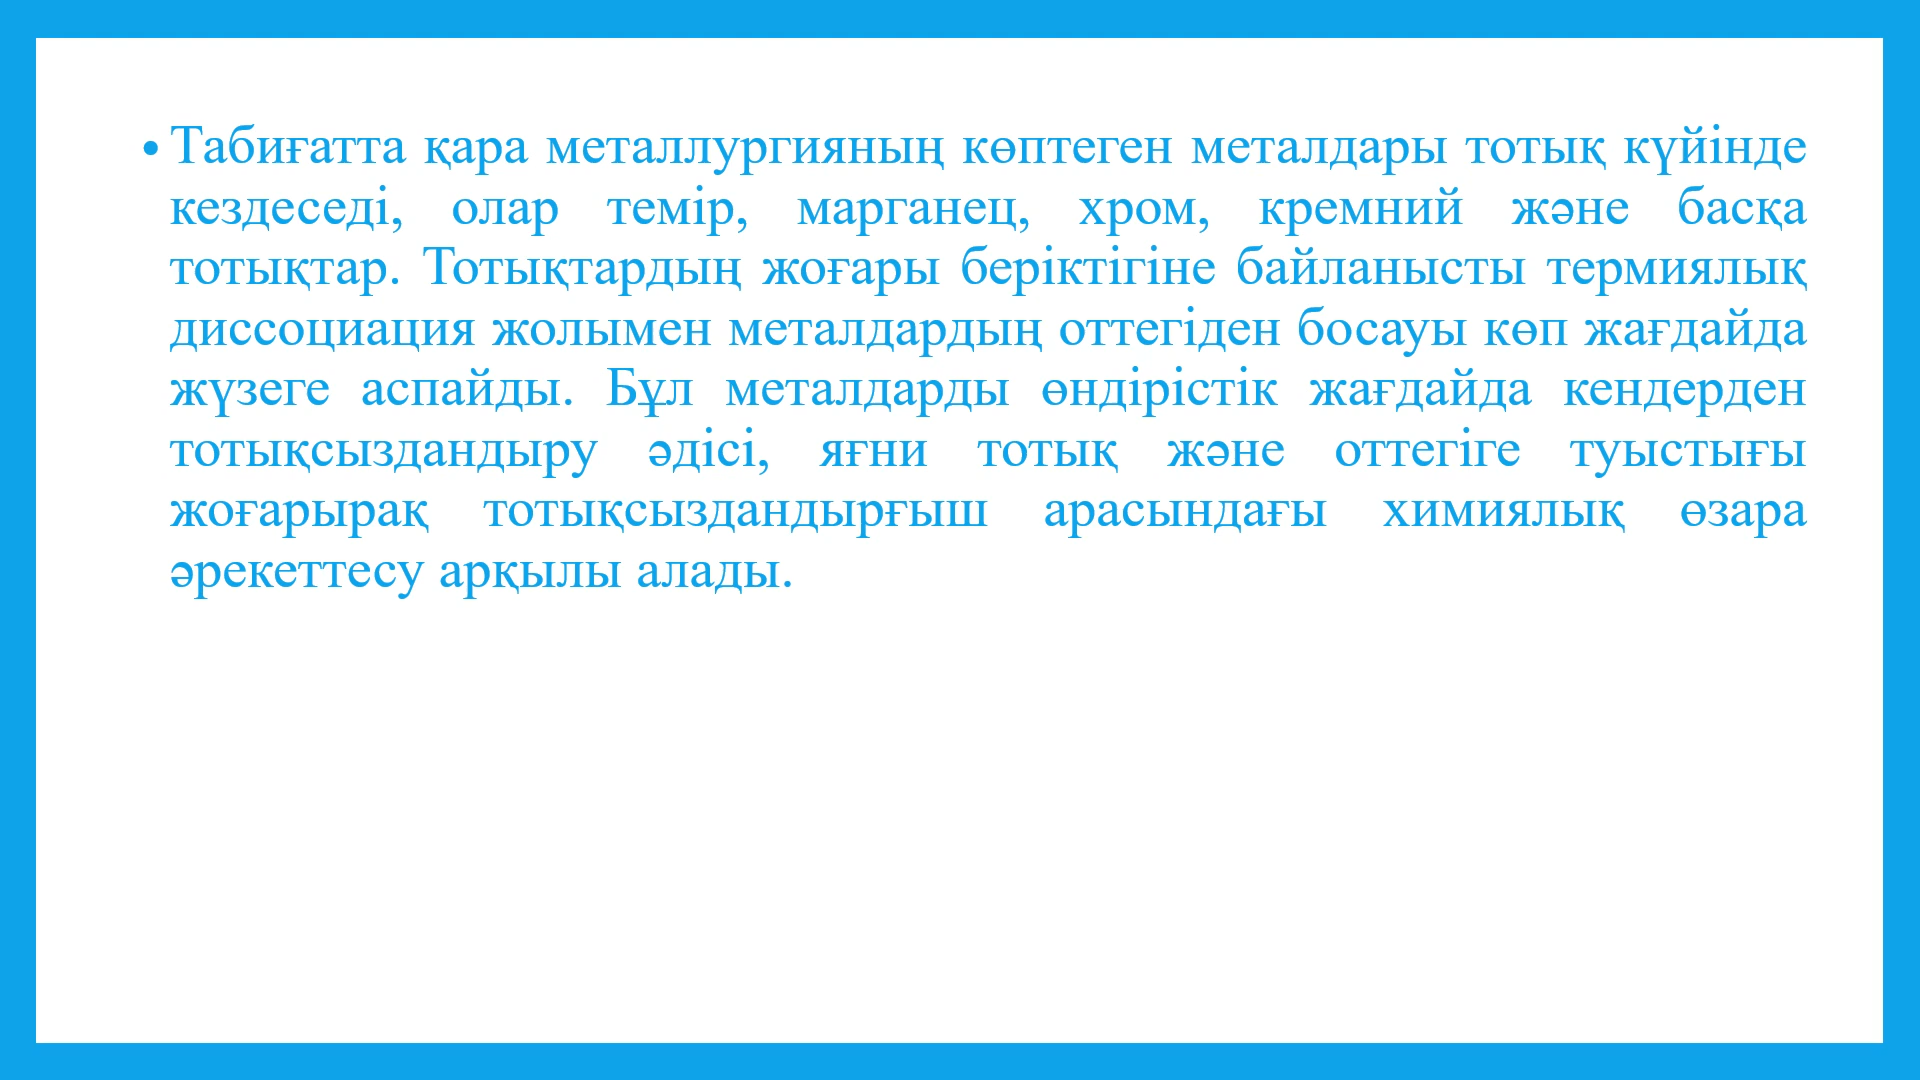 • Табиғатта қара металлургияның көптеген металдары тотық күйінде
кездеседі, олар темір, марганец, хром, кремний және басқа
тотықтар. Тотықтардың жоғары беріктігіне байланысты термиялық
диссоциация жолымен металдардың оттегіден босауы көп жағдайда
жүзеге аспайды. Бұл металдарды өндірістік жағдайда кендерден
тотықсыздандыру әдісі, яғни тотық және оттегіге туыстығы
жоғарырақ тотықсыздандырғыш арасындағы химиялық өзара
әрекеттесу арқылы алады.